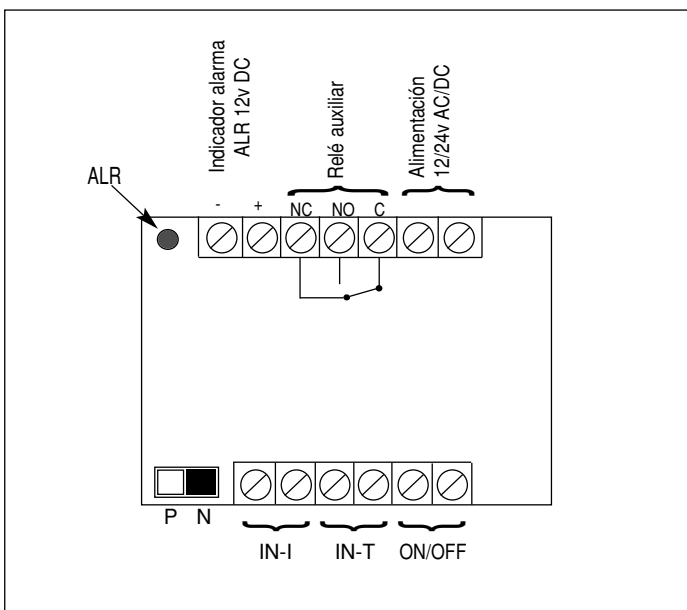 Indicador alarma
ALR 12v DC
Relé auxiliar
Alimentación
12/24v AC/DC
ALR
- + NC NO C
P N
IN-I IN-T ON/OFF